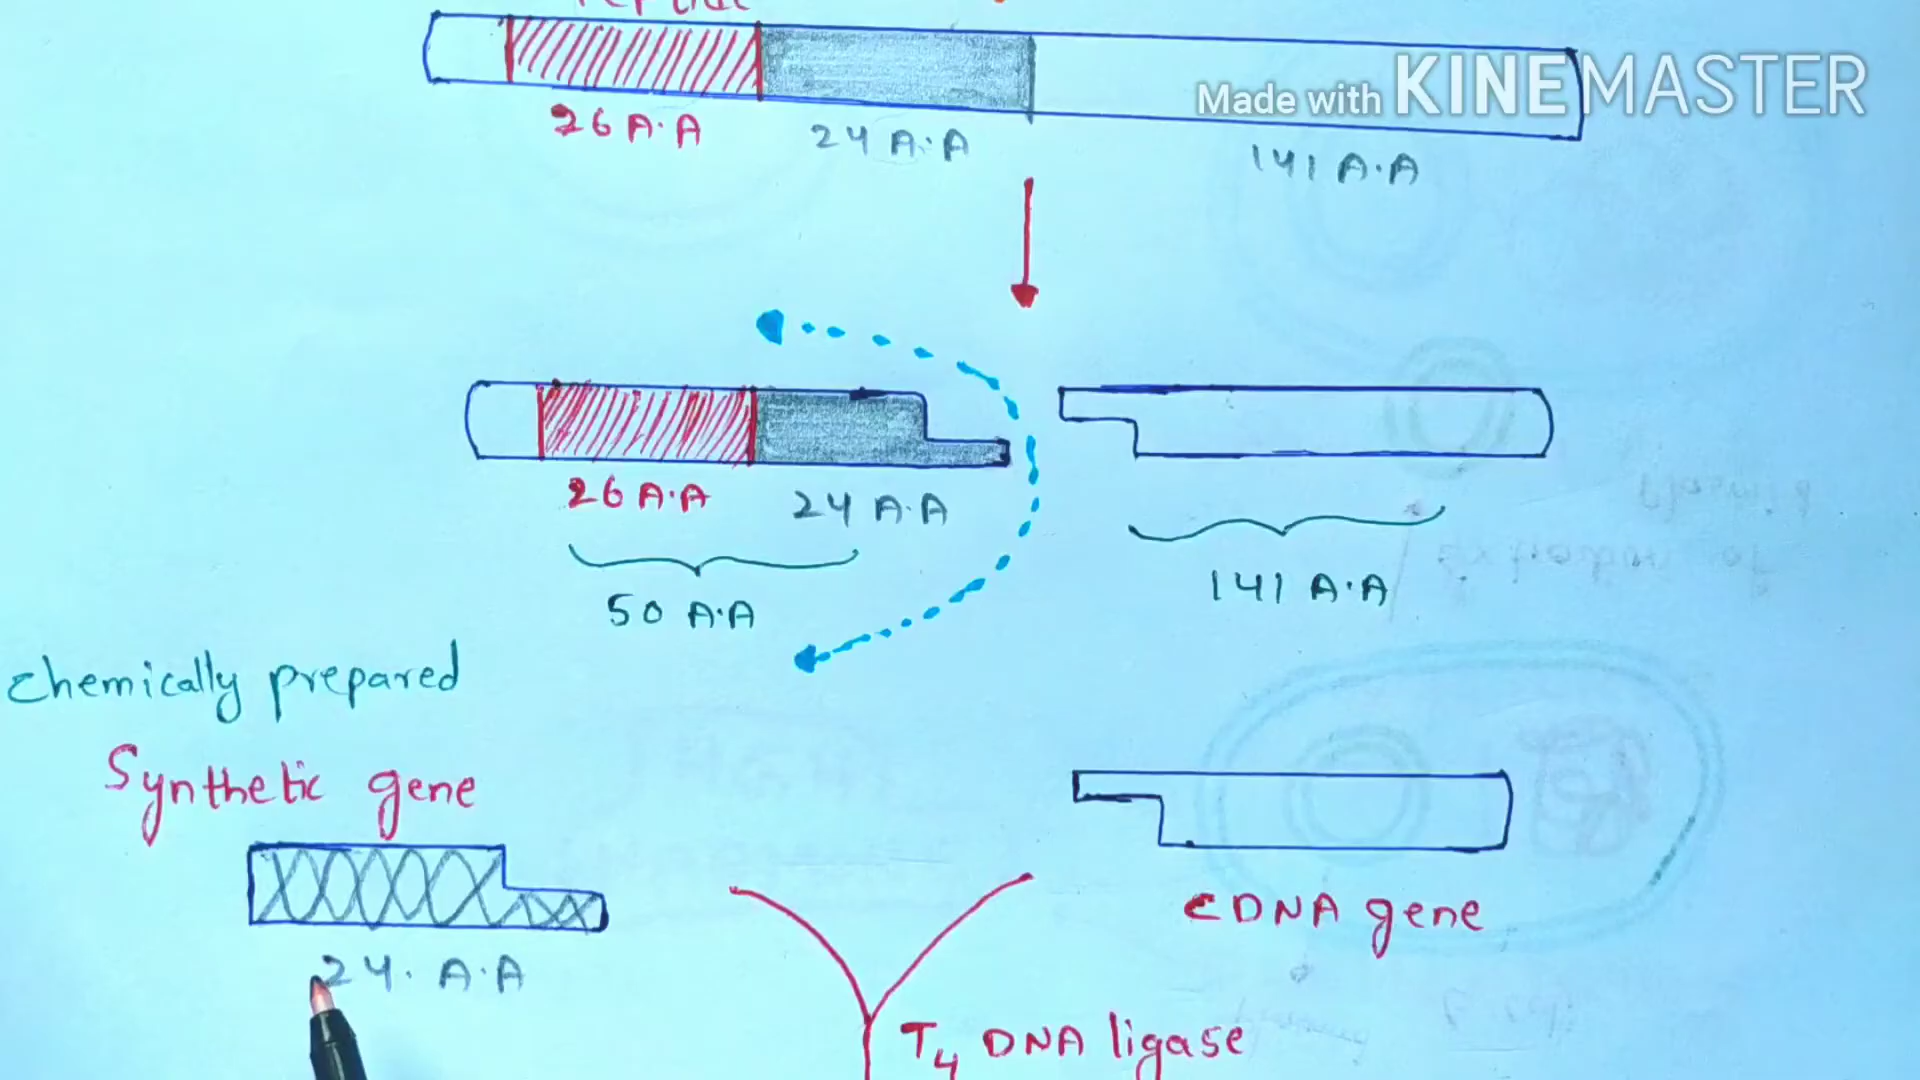 Made with KINEMASTER
26 A.A
24 A.A
141 A.A
26 A.A
24 A.A
50 A.A
141 A.A
Chemically prepared
Synthetic gene
24. A.A
cDNA gene
T4 DNA ligase